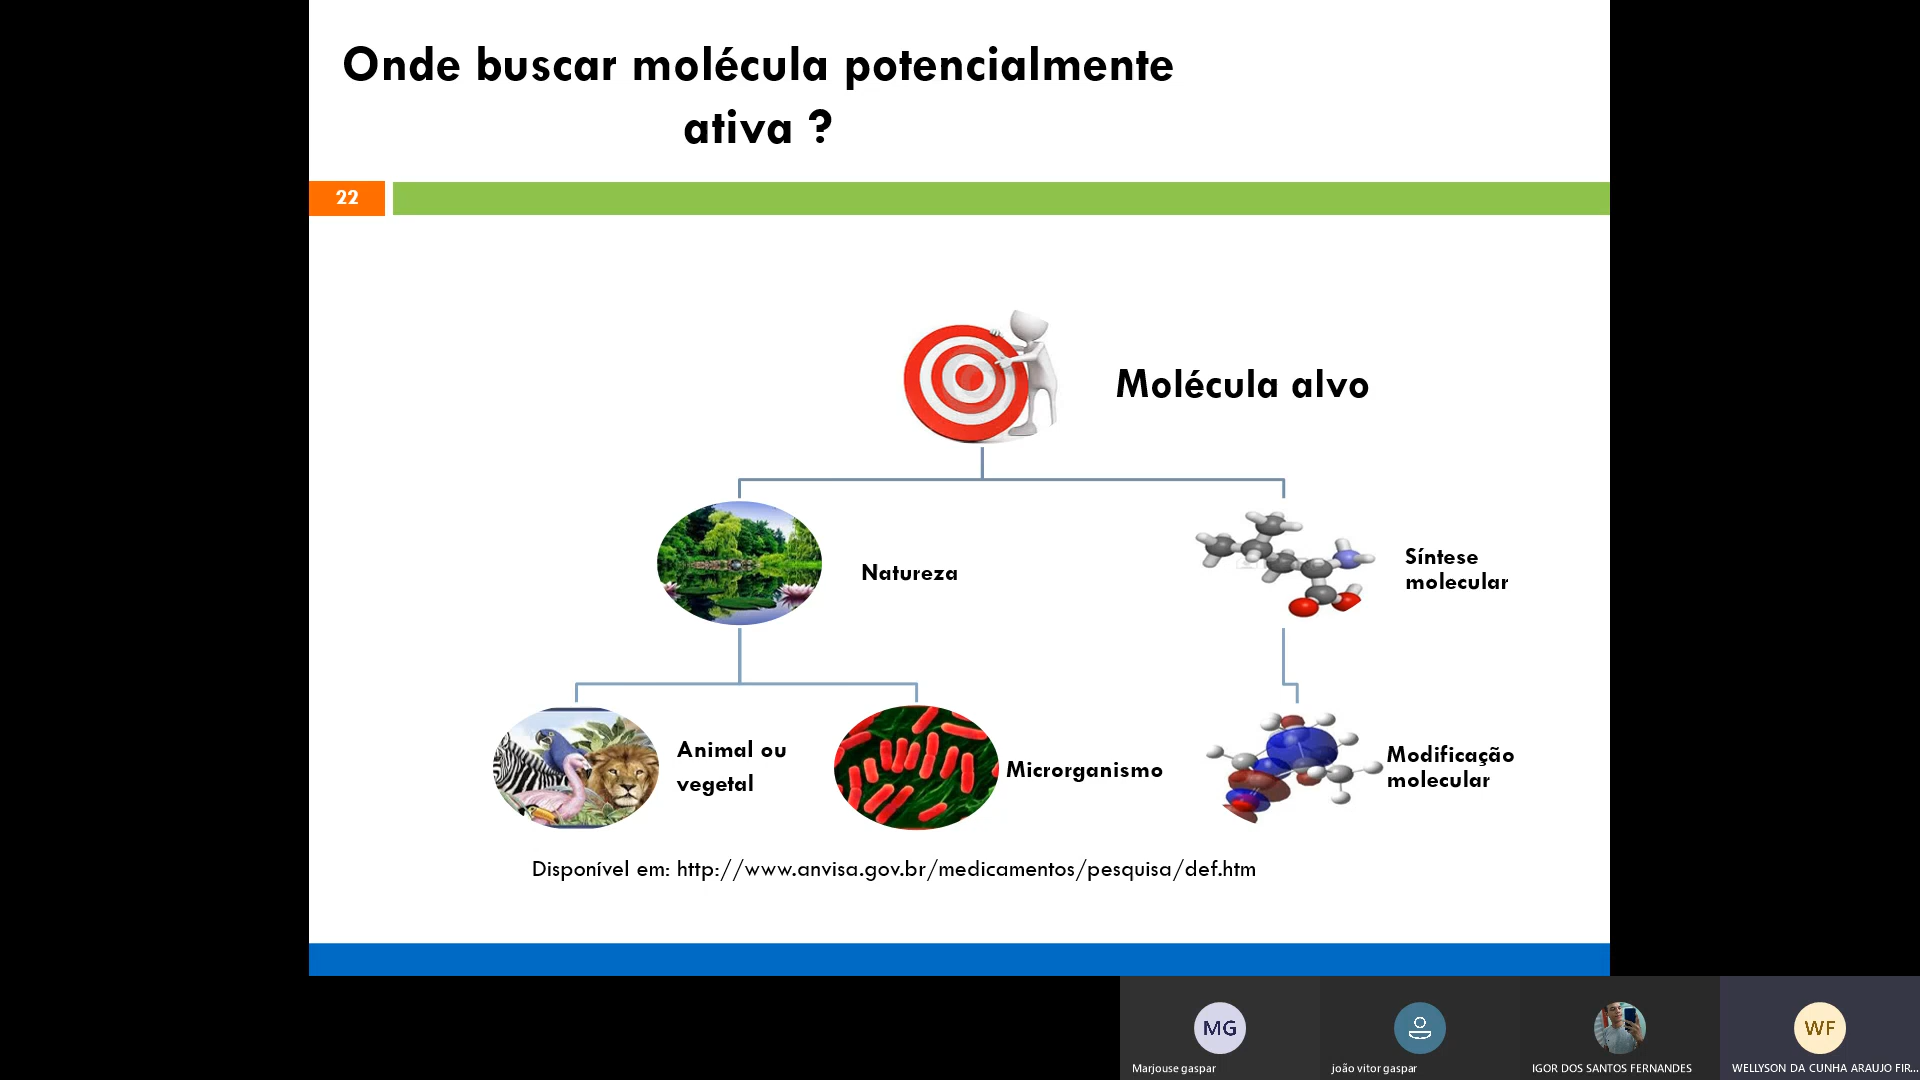 Onde buscar molécula potencialmente
ativa ?
22
Molécula alvo
Natureza
Síntese
molecular
Animal ou
vegetal
Microrganismo
Modificação
molecular
Disponível em: http://www.anvisa.gov.br/medicamentos/pesquisa/def.htm
MG
WF
Marjouse gaspar
joão vitor gaspar
IGOR DOS SANTOS FERNANDES
WELLYSON DA CUNHA ARAUJO FIR...